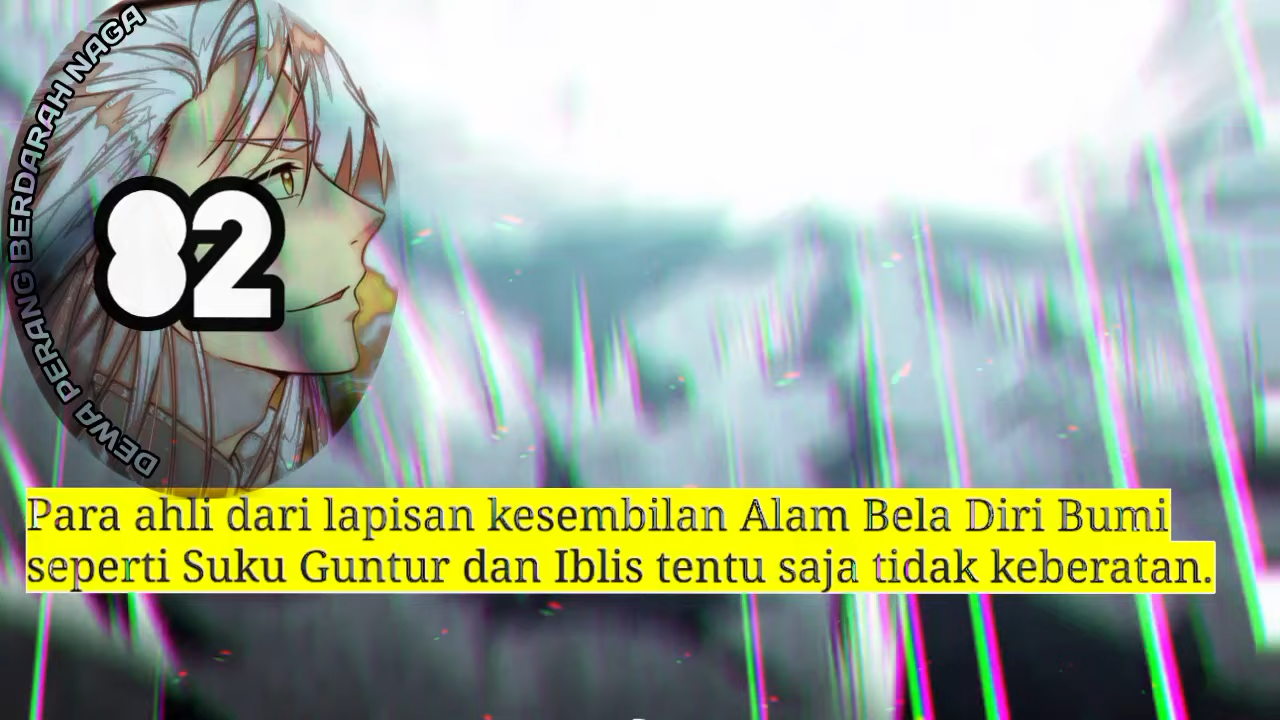 DEWA PERANG BERDARAH NAGA
82
Para ahli dari lapisan kesembilan Alam Bela Diri Bumi
seperti Suku Guntur dan Iblis tentu saja tidak keberatan.